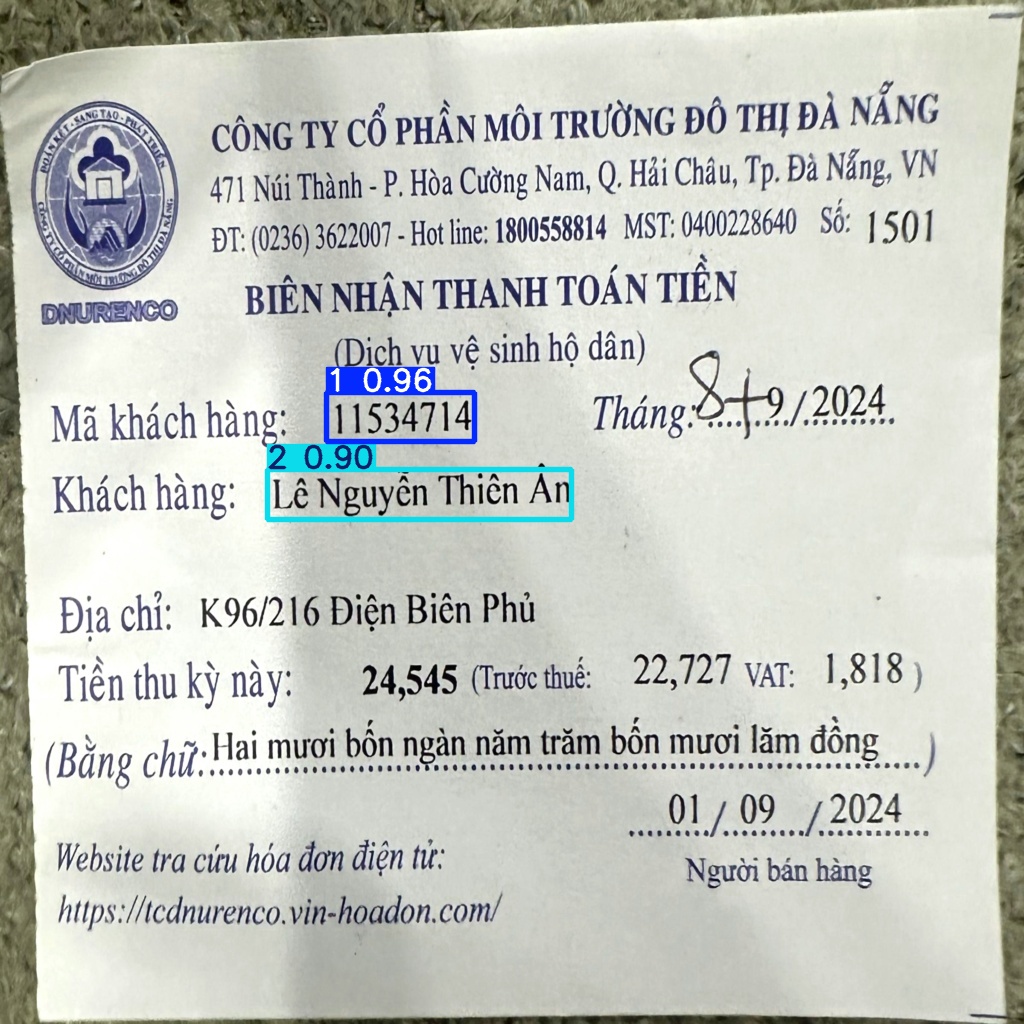 ĐOÀN KẾT - SANG TẠO - PHÁT TRIỂN
CÔNG TY CỔ PHẦN MÔI TRƯỜNG ĐÔ THỊ ĐÀ NẴNG
DNURENCO
CÔNG TY CỔ PHẦN MÔI TRƯỜNG ĐÔ THỊ ĐÀ NẴNG
471 Núi Thành - P. Hòa Cường Nam, Q. Hải Châu, Tp. Đà Nẵng, VN
ĐT: (0236) 3622007 - Hot line: 1800558814 MST: 0400228640 Số: 1501
BIÊN NHẬN THANH TOÁN TIỀN
(Dịch vụ vệ sinh hộ dân)
1 0.96
Mã khách hàng: 11534714 Tháng: 8+9/2024
2 0.90
Khách hàng: Lê Nguyễn Thiên Ân
Địa chỉ: K96/216 Điện Biên Phủ
Tiền thu kỳ này: 24,545 (Trước thuế: 22,727 VAT: 1,818 )
(Bằng chữ: Hai mươi bốn ngàn năm trăm bốn mươi lăm đồng )
01 / 09 / 2024
Người bán hàng
Website tra cứu hóa đơn điện tử:
https://tcdnurenco.vin-hoadon.com/